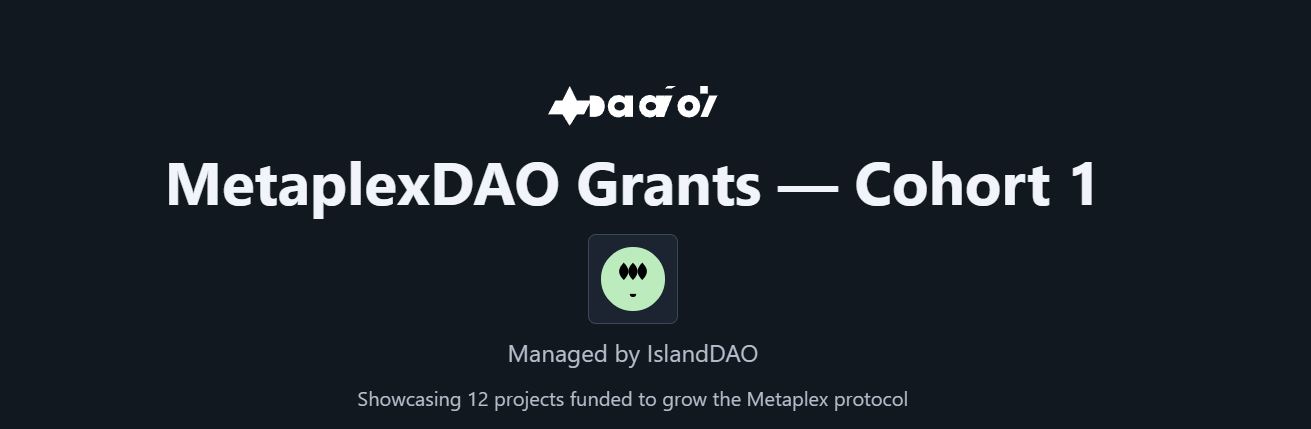 MetaplexDAO Grants — Cohort 1
Managed by IslandDAO
Showcasing 12 projects funded to grow the Metaplex protocol